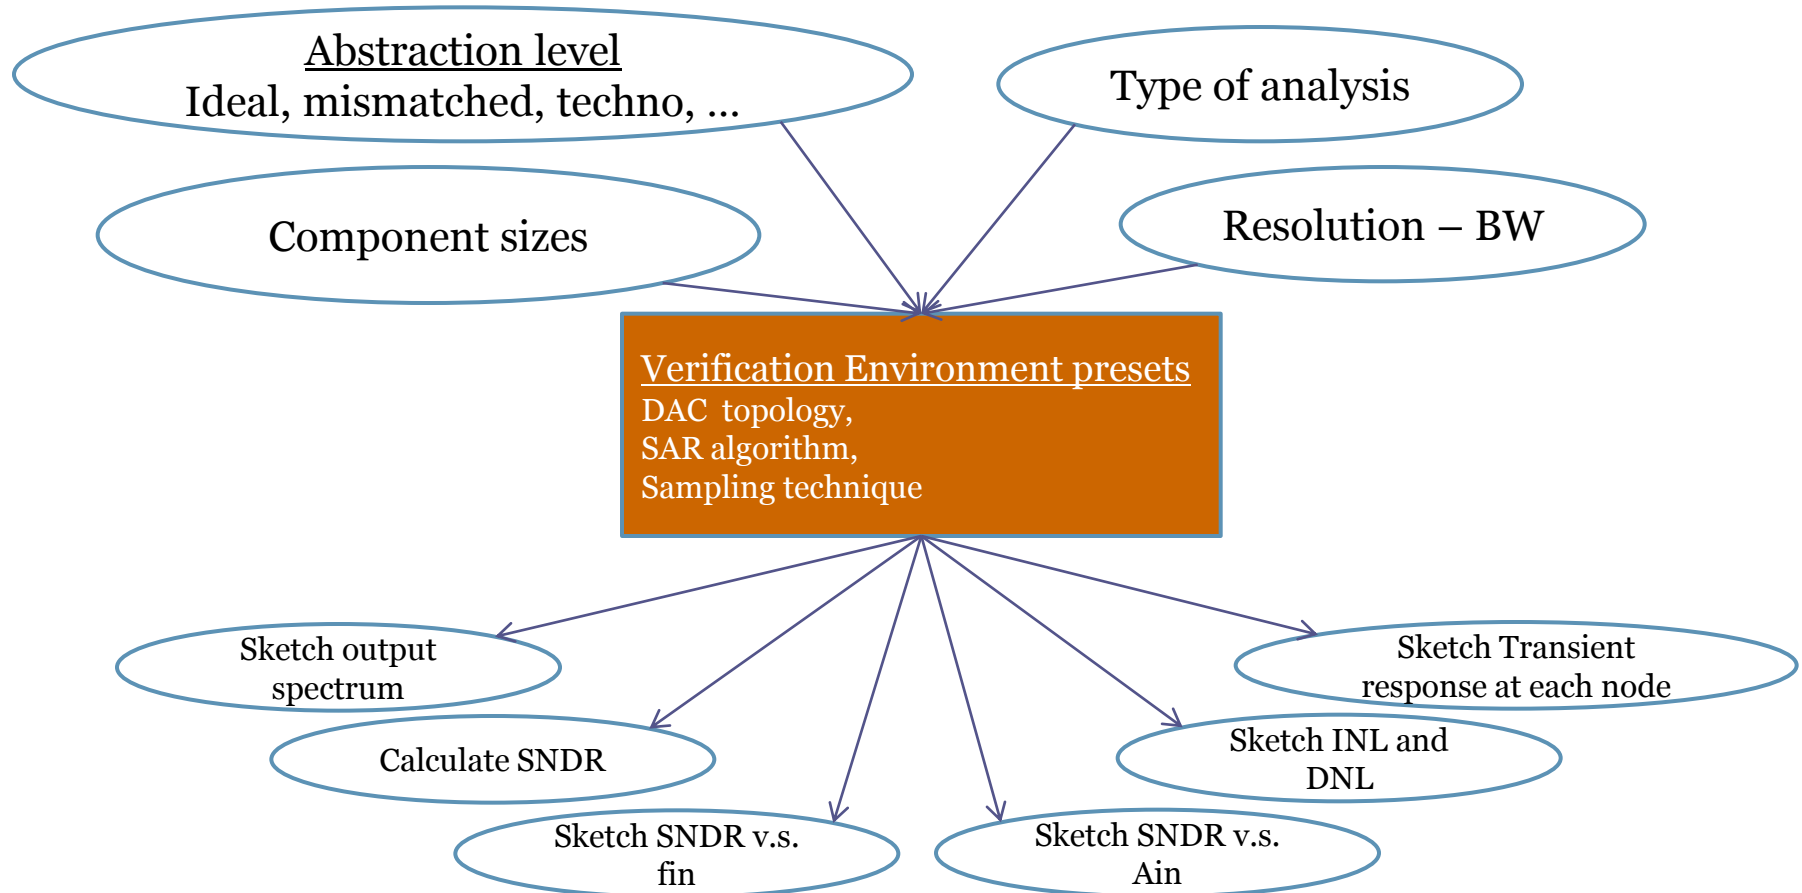 Abstraction level
Ideal, mismatched, techno, ...
Type of analysis
Component sizes
Resolution – BW
Verification Environment presets
DAC  topology,
SAR algorithm,
Sampling technique
Sketch output
spectrum
Sketch Transient
response at each node
Calculate SNDR
Sketch INL and
DNL
Sketch SNDR v.s.
fin
Sketch SNDR v.s.
Ain